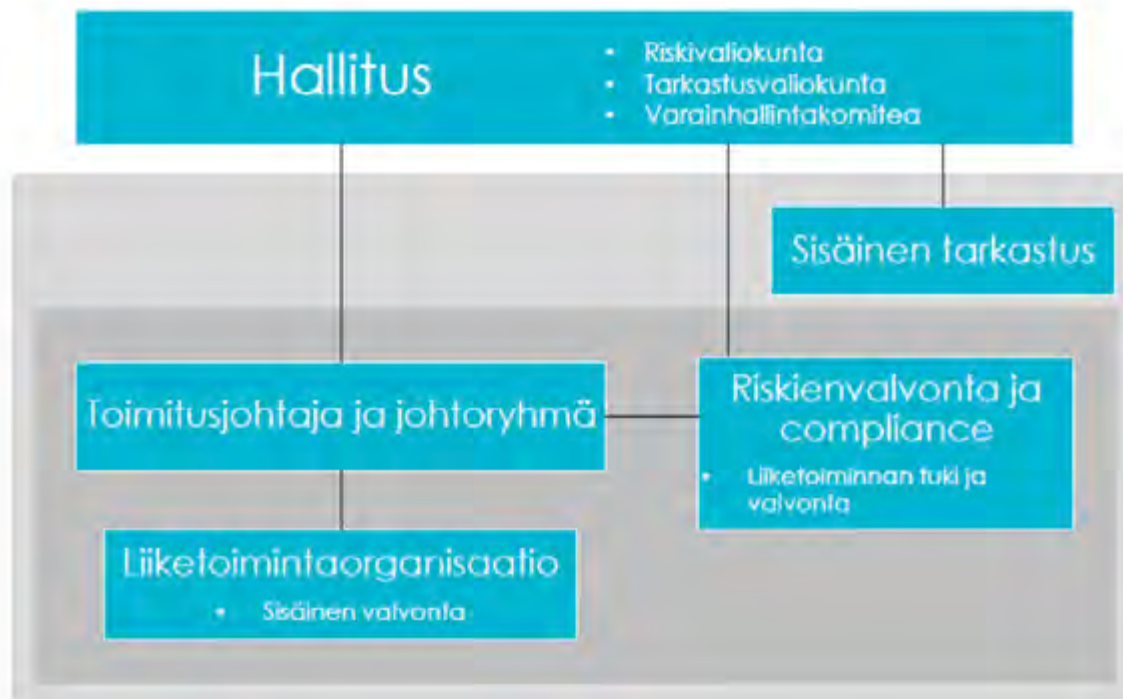 Hallitus
• Riskivaliokunta
• Tarkastusvaliokunta
• Varainhallintakomitea
Sisäinen tarkastus
Toimitusjohtaja ja johtoryhmä
Riskienvalvonta ja
compliance
• Liiketoiminnan tuki ja
valvonta
Liiketoimintaorganisaatio
• Sisäinen valvonta